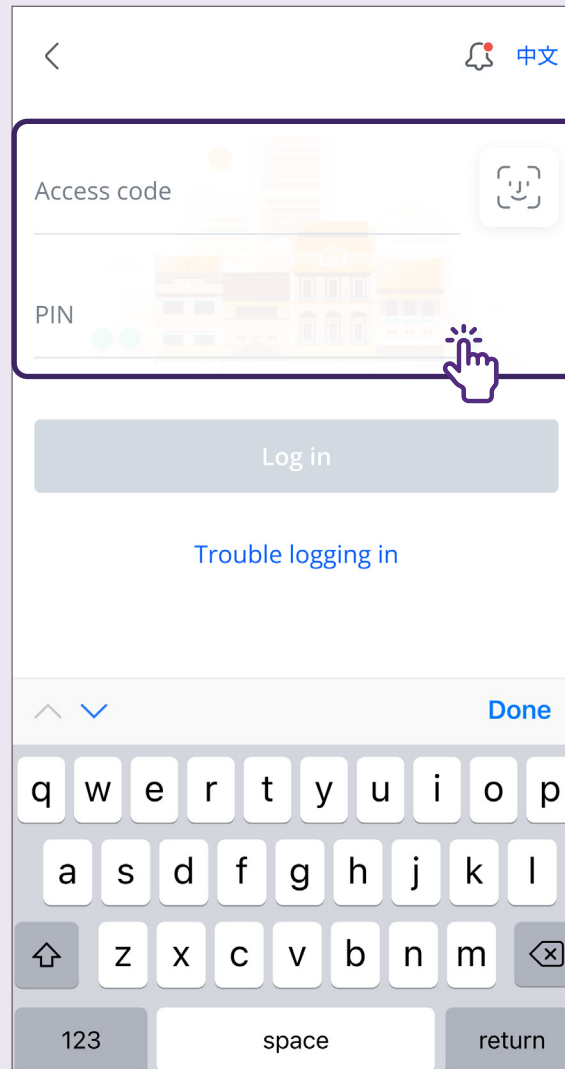 中文
Access code
PIN
Log in
Trouble logging in
Done
q w e r t y u i o p
a s d f g h j k l
z x c v b n m
123 space return